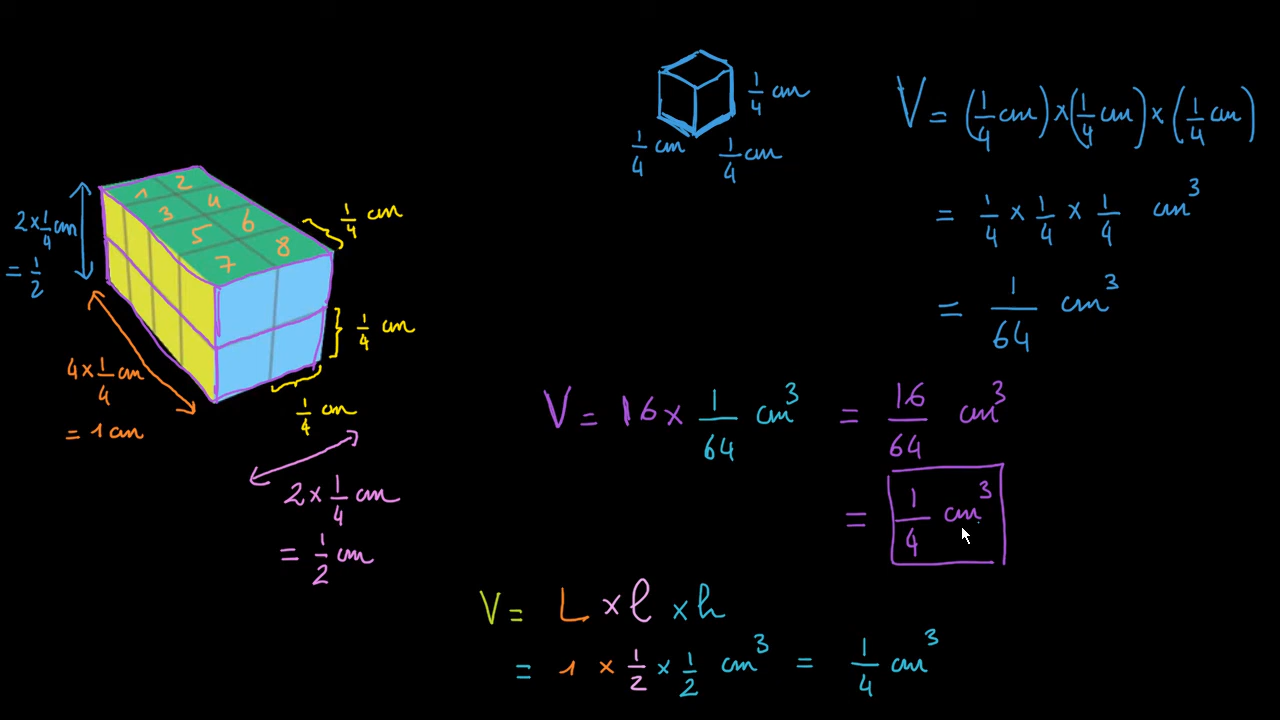 1/4 cm
1/4 cm
1/4 cm
V = (1/4 cm) × (1/4 cm) × (1/4 cm)
= 1/4 × 1/4 × 1/4 cm³
= 1/64 cm³
1 2
3 4
5 6
7 8
2 × 1/4 cm
= 1/2
1/4 cm
1/4 cm
1/4 cm
4 × 1/4 cm
= 1 cm
2 × 1/4 cm
= 1/2 cm
V = 16 × 1/64 cm³ = 16/64 cm³
= 1/4 cm³
V = L × l × h
= 1 × 1/2 × 1/2 cm³ = 1/4 cm³